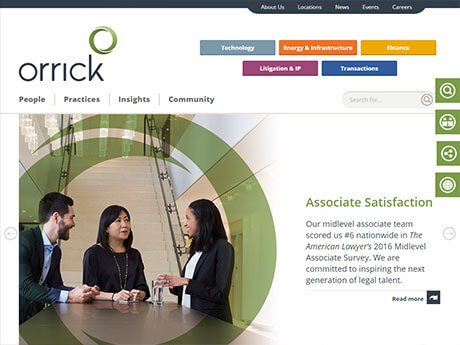 About Us Locations News Events Careers
orrick
Technology Energy & Infrastructure Finance
Litigation & IP Transactions
People Practices Insights Community
Search for...
Associate Satisfaction
Our midlevel associate team
scored us #6 nationwide in The
American Lawyer's 2016 Midlevel
Associate Survey. We are
committed to inspiring the next
generation of legal talent.
Read more